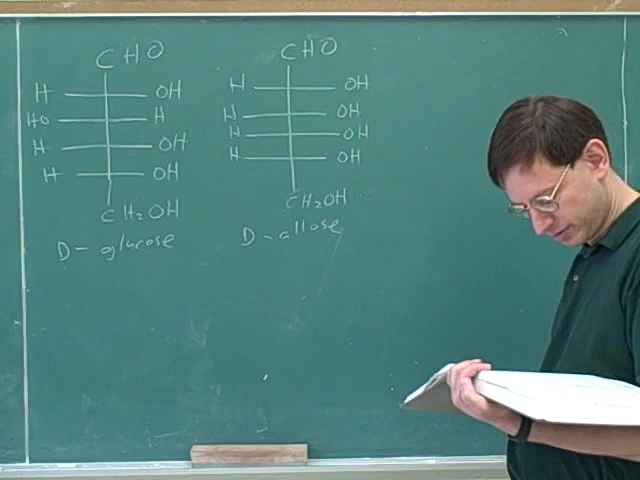 CHO
H OH
HO H
H OH
H OH
CH₂OH
D-glucose
CHO
H OH
H OH
H OH
H OH
CH₂OH
D-allose